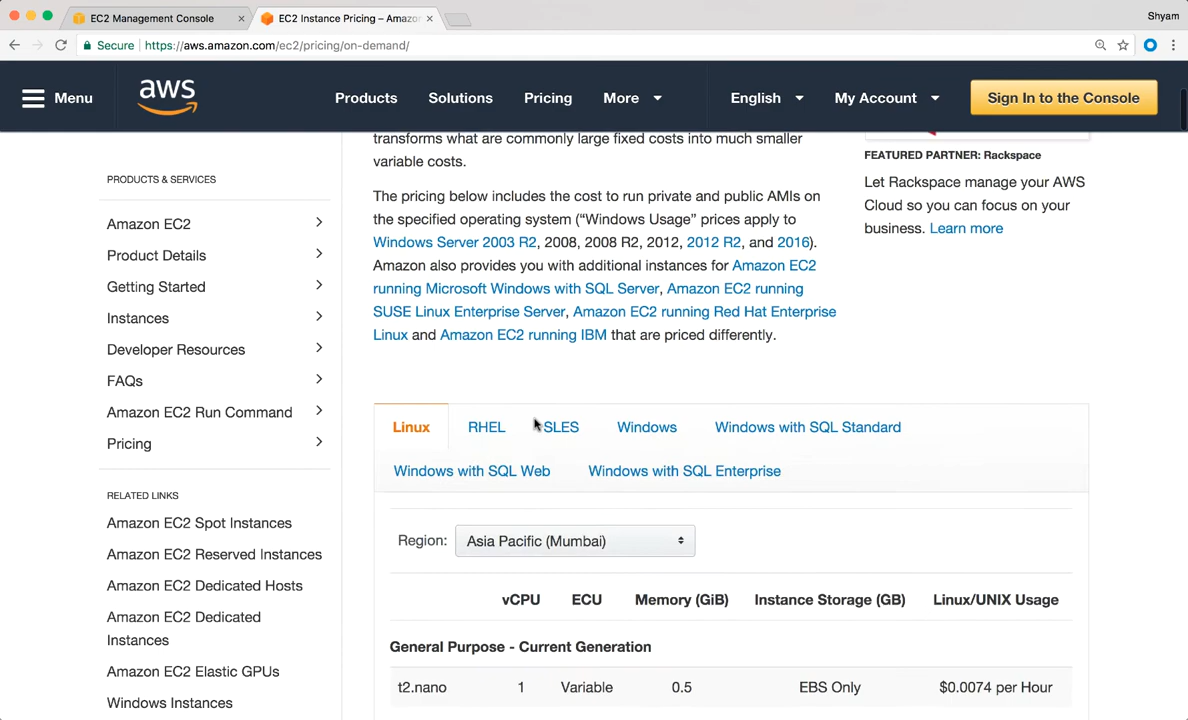 EC2 Management Console
EC2 Instance Pricing – Amazo
Shyam
Secure
https://aws.amazon.com/ec2/pricing/on-demand/
Menu
aws
Products
Solutions
Pricing
More
English
My Account
Sign In to the Console
PRODUCTS & SERVICES
Amazon EC2
Product Details
Getting Started
Instances
Developer Resources
FAQs
Amazon EC2 Run Command
Pricing
RELATED LINKS
Amazon EC2 Spot Instances
Amazon EC2 Reserved Instances
Amazon EC2 Dedicated Hosts
Amazon EC2 Dedicated
Instances
Amazon EC2 Elastic GPUs
Windows Instances
transforms what are commonly large fixed costs into much smaller
variable costs.
The pricing below includes the cost to run private and public AMIs on
the specified operating system (“Windows Usage” prices apply to
Windows Server 2003 R2, 2008, 2008 R2, 2012, 2012 R2, and 2016).
Amazon also provides you with additional instances for Amazon EC2
running Microsoft Windows with SQL Server, Amazon EC2 running
SUSE Linux Enterprise Server, Amazon EC2 running Red Hat Enterprise
Linux and Amazon EC2 running IBM that are priced differently.
FEATURED PARTNER: Rackspace
Let Rackspace manage your AWS
Cloud so you can focus on your
business. Learn more
Linux
RHEL
SLES
Windows
Windows with SQL Standard
Windows with SQL Web
Windows with SQL Enterprise
Region: Asia Pacific (Mumbai)
vCPU ECU Memory (GiB) Instance Storage (GB) Linux/UNIX Usage
General Purpose - Current Generation
t2.nano 1 Variable 0.5 EBS Only $0.0074 per Hour